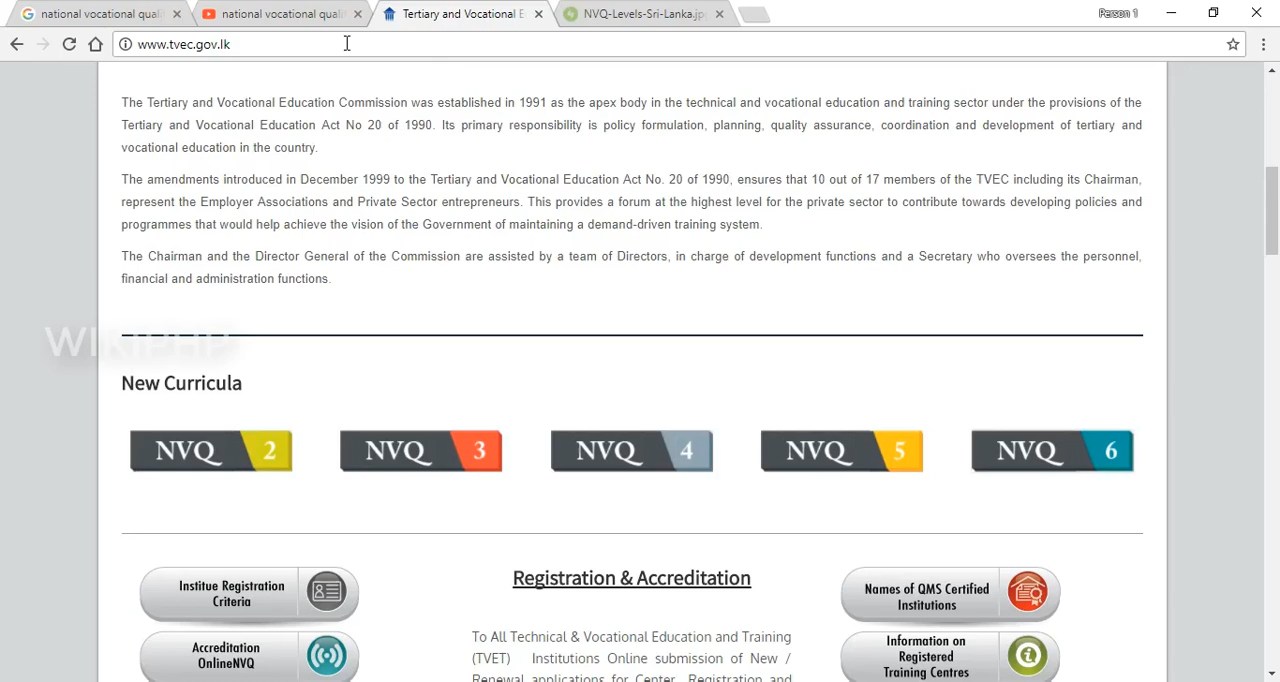 national vocational quali
national vocational quali
Tertiary and Vocational E
NVQ-Levels-Sri-Lanka.jp
Person 1
www.tvec.gov.lk
The Tertiary and Vocational Education Commission was established in 1991 as the apex body in the technical and vocational education and training sector under the provisions of the
Tertiary and Vocational Education Act No 20 of 1990. Its primary responsibility is policy formulation, planning, quality assurance, coordination and development of tertiary and
vocational education in the country.
The amendments introduced in December 1999 to the Tertiary and Vocational Education Act No. 20 of 1990, ensures that 10 out of 17 members of the TVEC including its Chairman,
represent the Employer Associations and Private Sector entrepreneurs. This provides a forum at the highest level for the private sector to contribute towards developing policies and
programmes that would help achieve the vision of the Government of maintaining a demand-driven training system.
The Chairman and the Director General of the Commission are assisted by a team of Directors, in charge of development functions and a Secretary who oversees the personnel,
financial and administration functions.
WIKIPHP
New Curricula
NVQ 2
NVQ 3
NVQ 4
NVQ 5
NVQ 6
Institue Registration
Criteria
Accreditation
OnlineNVQ
Registration & Accreditation
To All Technical & Vocational Education and Training
(TVET) Institutions Online submission of New /
Renewal applications for Center Registration and
Names of QMS Certified
Institutions
Information on
Registered
Training Centres